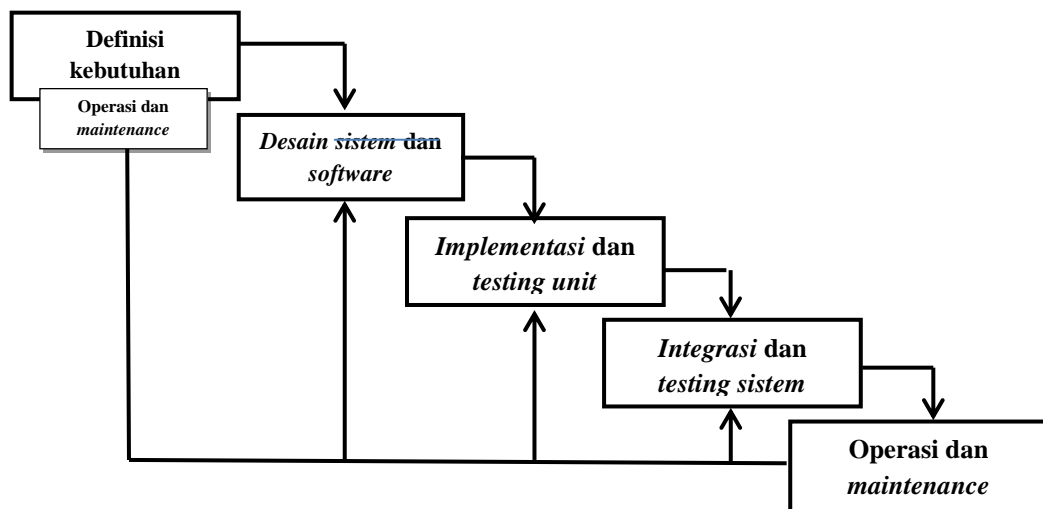 Definisi
kebutuhan
Operasi dan
maintenance
Desain sistem dan
software
Implementasi dan
testing unit
Integrasi dan
testing sistem
Operasi dan
maintenance